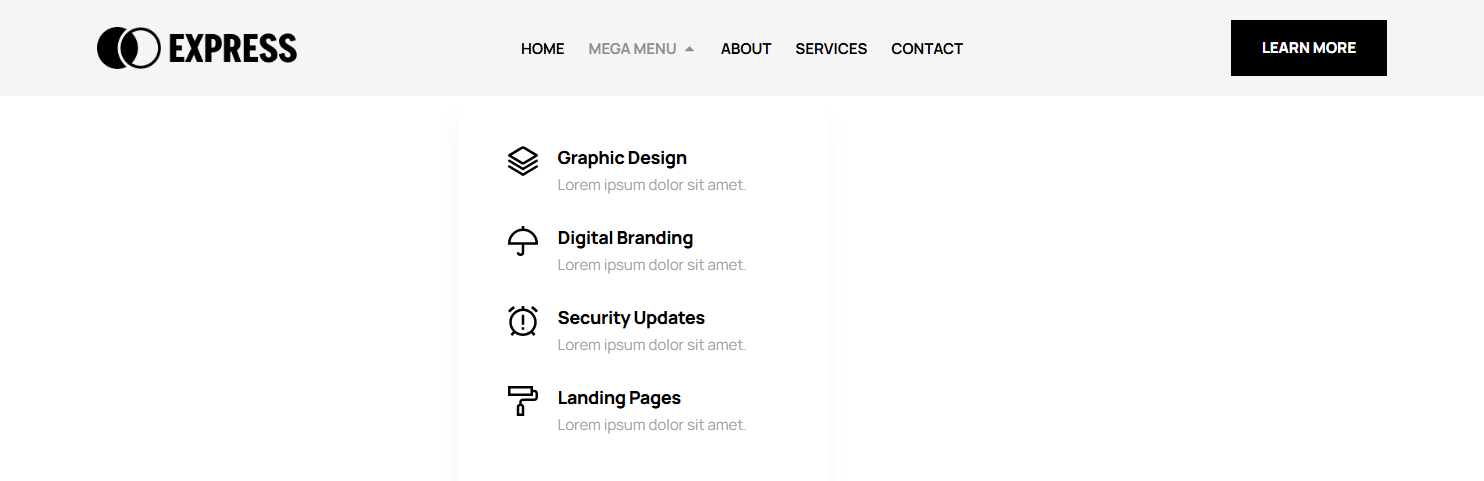 EXPRESS
HOME MEGA MENU ABOUT SERVICES CONTACT
LEARN MORE
Graphic Design
Lorem ipsum dolor sit amet.
Digital Branding
Lorem ipsum dolor sit amet.
Security Updates
Lorem ipsum dolor sit amet.
Landing Pages
Lorem ipsum dolor sit amet.